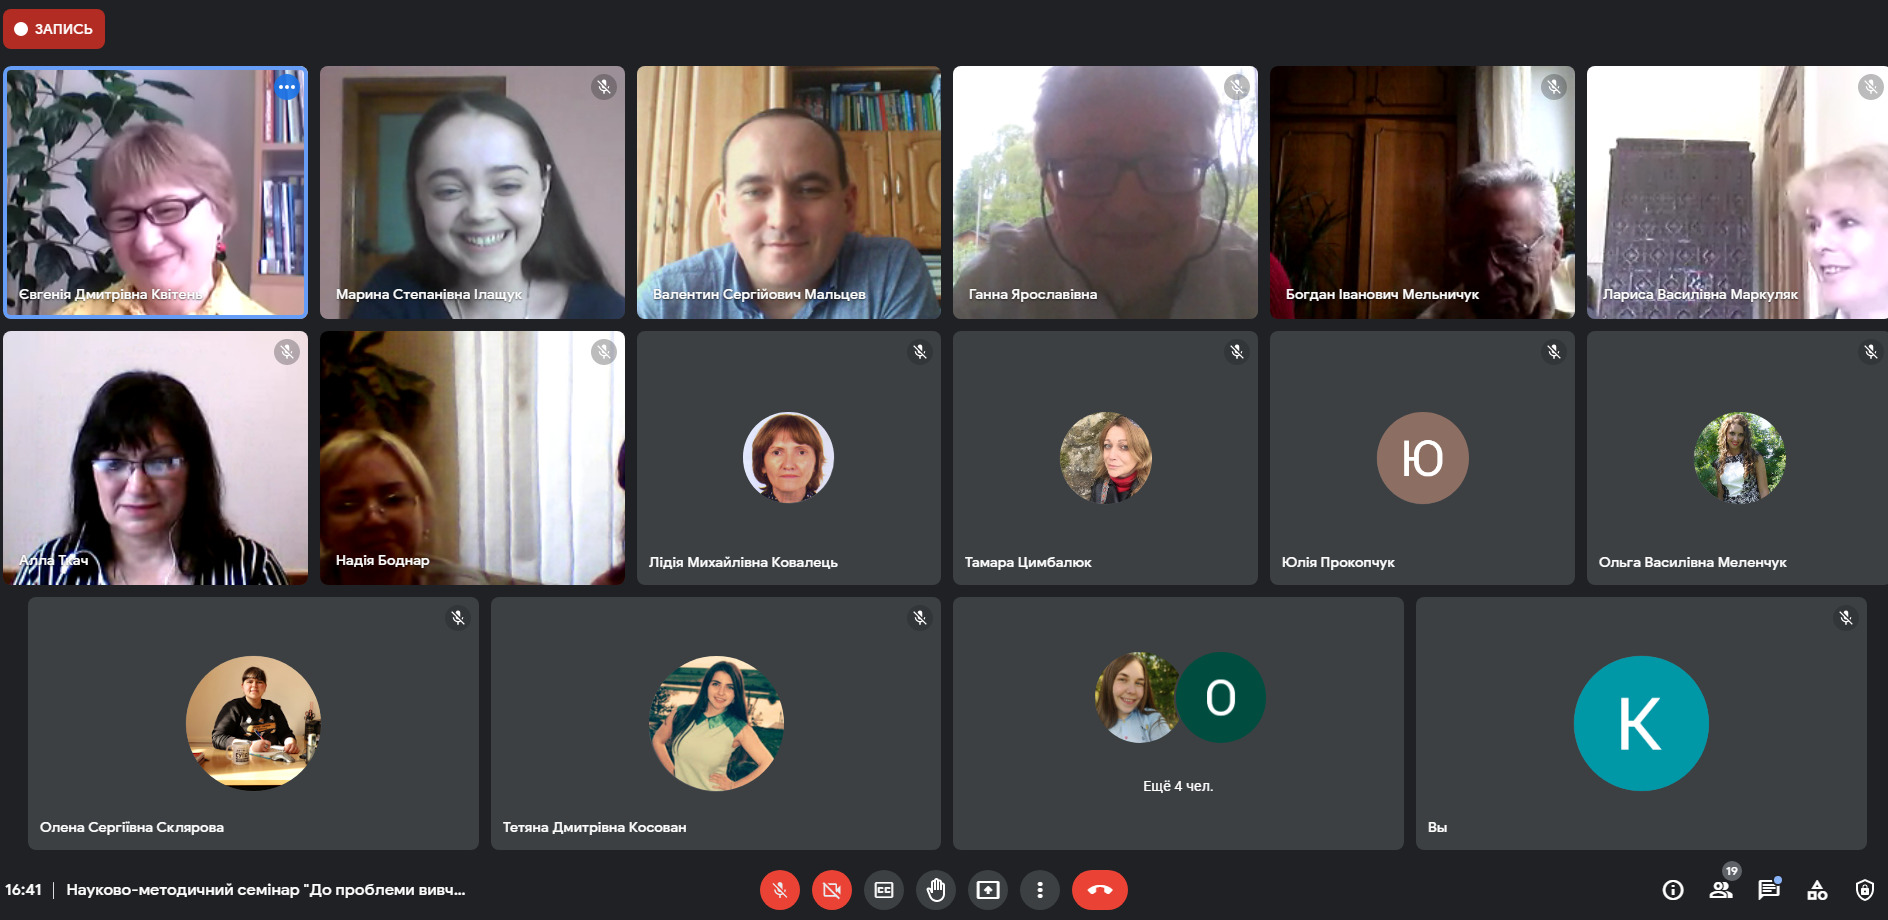 ЗАПИСЬ
Євгенія Дмитрівна Квітень
Марина Степанівна Ілащук
Валентин Сергійович Мальцев
Ганна Ярославівна
Богдан Іванович Мельничук
Лариса Василівна Маркуляк
Алла Ткач
Надія Боднар
Лідія Михайлівна Ковалець
Тамара Цимбалюк
Ю
Юлія Прокопчук
Ольга Василівна Меленчук
Олена Сергіївна Склярова
Тетяна Дмитрівна Косован
О
Ещё 4 чел.
К
Вы
16:41 | Науково-методичний семінар "До проблеми вивч...
19